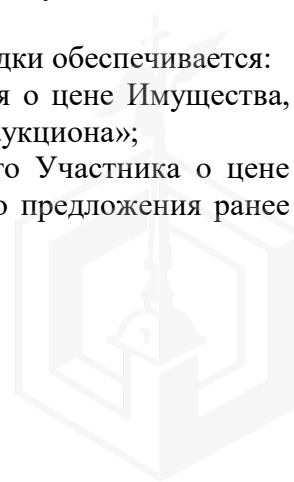 дки обеспечивается:
я о цене Имущества,
укциона»;
го Участника о цене
о предложения ранее